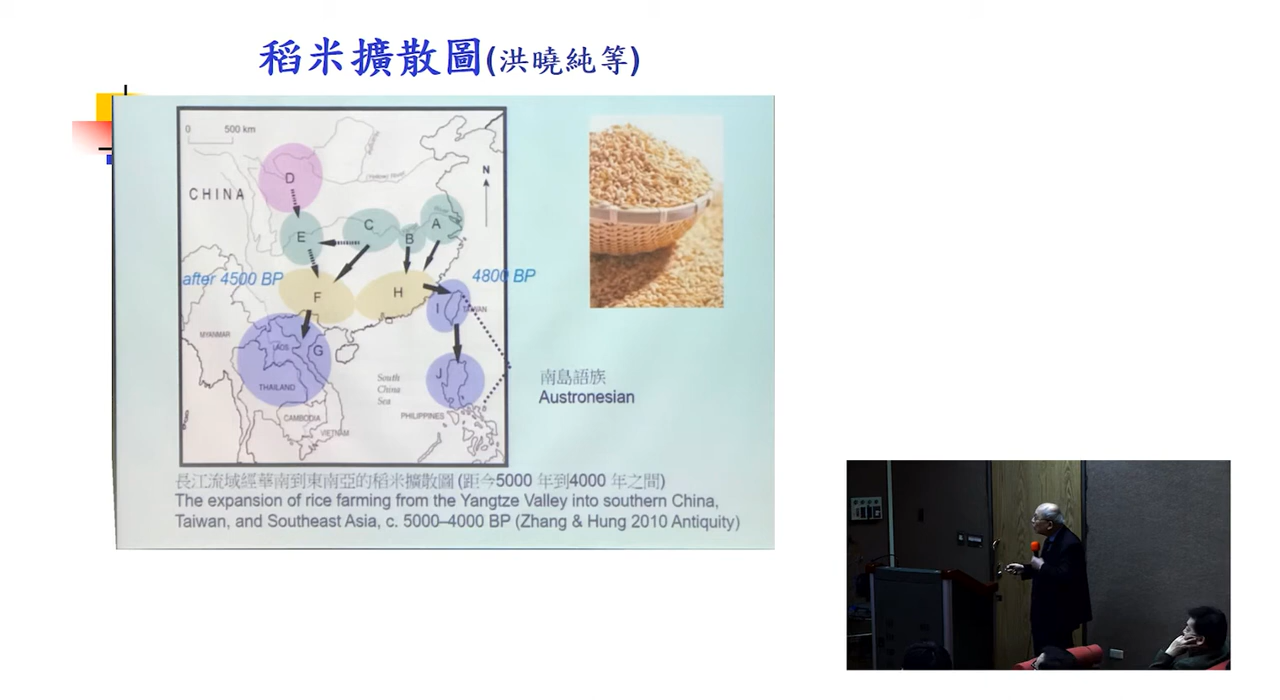 稻米擴散圖(洪曉純等)
0 500 km
N
CHINA
(Yellow River)
D
E
C
B
A
after 4500 BP
4800 BP
F
H
I
TAIWAN
MYANMAR
LAOS
G
THAILAND
South
China
Sea
J
PHILIPPINES
CAMBODIA
VIETNAM
南島語族
Austronesian
長江流域經華南到東南亞的稻米擴散圖 (距今5000 年到4000 年之間)
The expansion of rice farming from the Yangtze Valley into southern China,
Taiwan, and Southeast Asia, c. 5000–4000 BP (Zhang & Hung 2010 Antiquity)